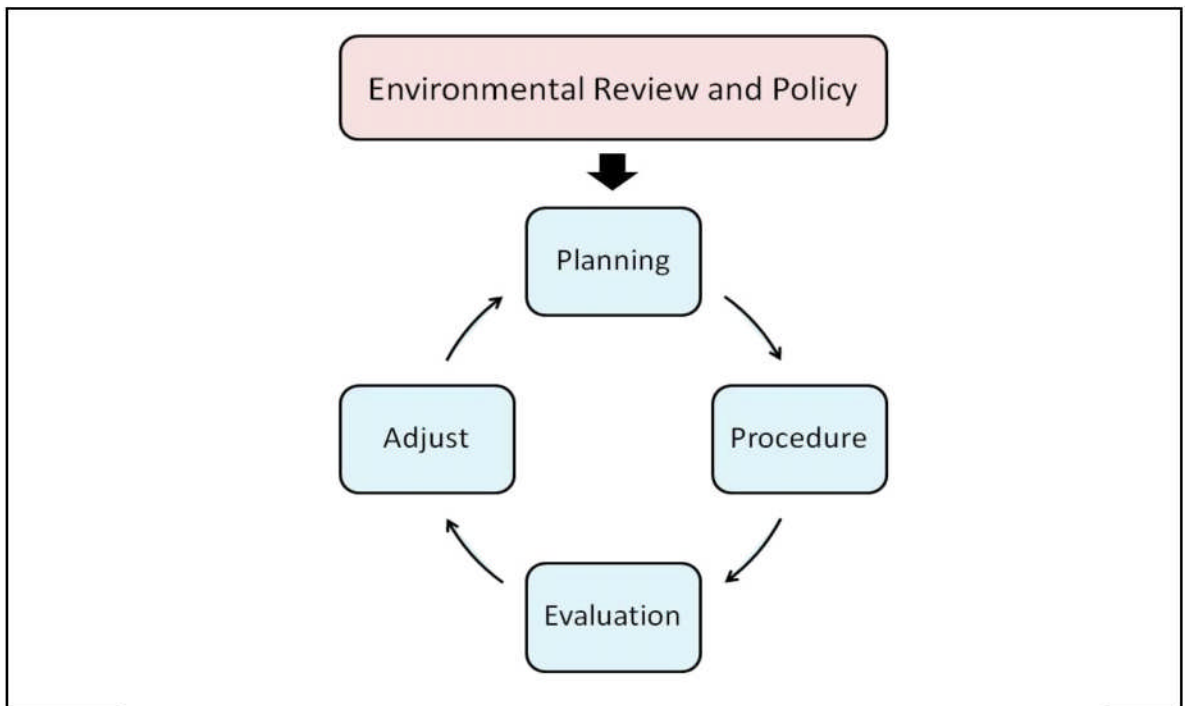 Environmental Review and Policy
Planning
Adjust
Procedure
Evaluation